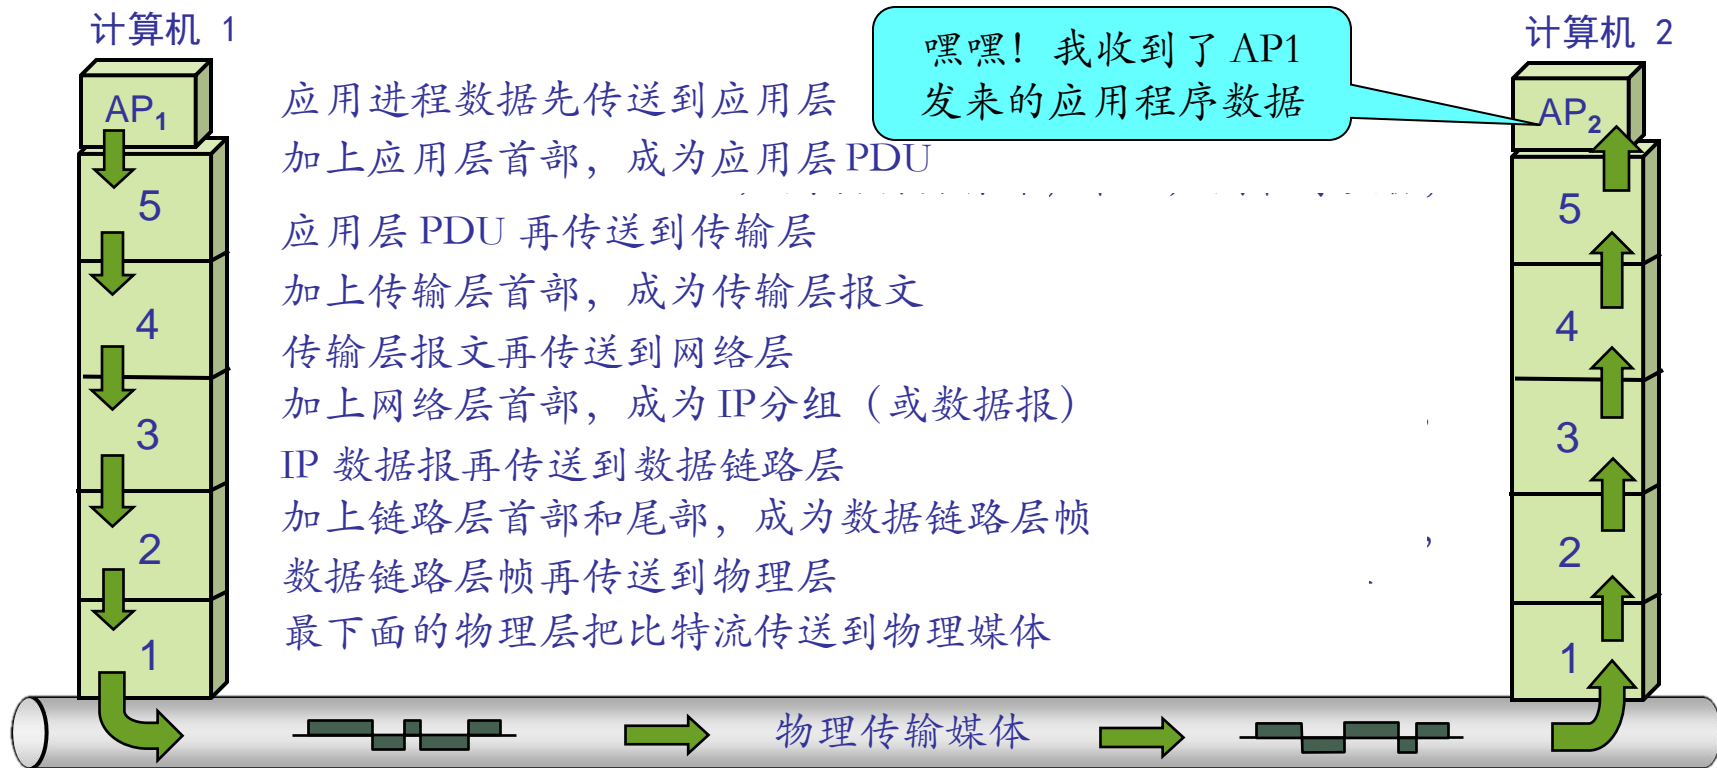 计算机 1
计算机 2
嘿嘿！我收到了 AP1
发来的应用程序数据
AP1
AP2
应用进程数据先传送到应用层
加上应用层首部，成为应用层 PDU
应用层 PDU 再传送到传输层
加上传输层首部，成为传输层报文
传输层报文再传送到网络层
加上网络层首部，成为 IP分组（或数据报）
IP 数据报再传送到数据链路层
加上链路层首部和尾部，成为数据链路层帧
数据链路层帧再传送到物理层
最下面的物理层把比特流传送到物理媒体
5
4
3
2
1
5
4
3
2
1
物理传输媒体